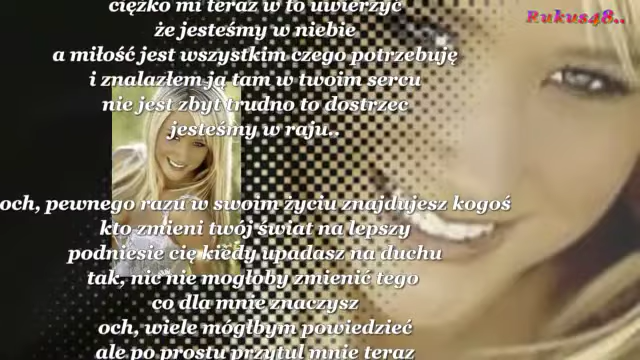 ciężko mi teraz w to uwierzyć
Rukus48..
że jesteśmy w niebie
a miłość jest wszystkim czego potrzebuję
i znalazłem ją tam w twoim sercu
nie jest zbyt trudno to dostrzec
jesteśmy w raju..
och, pewnego razu w swoim życiu znajdujesz kogoś
kto zmieni twój świat na lepszy
podniesie cię kiedy upadasz na duchu
tak, nic nie mogłoby zmienić tego
co dla mnie znaczysz
och, wiele mógłbym powiedzieć
ale po prostu przytul mnie teraz